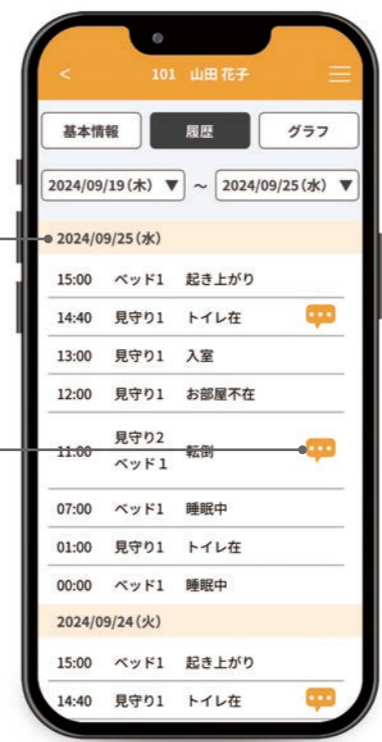 < 101 山田 花子
基本情報 履歴 グラフ
2024/09/19(木) ▼ ~ 2024/09/25(水) ▼
2024/09/25(水)
15:00 ベッド1 起き上がり
14:40 見守り1 トイレ在
13:00 見守り1 入室
12:00 見守り1 お部屋不在
見守り2
11:00 転倒
ベッド1
07:00 ベッド1 睡眠中
01:00 見守り1 トイレ在
00:00 ベッド1 睡眠中
2024/09/24(火)
15:00 ベッド1 起き上がり
14:40 見守り1 トイレ在